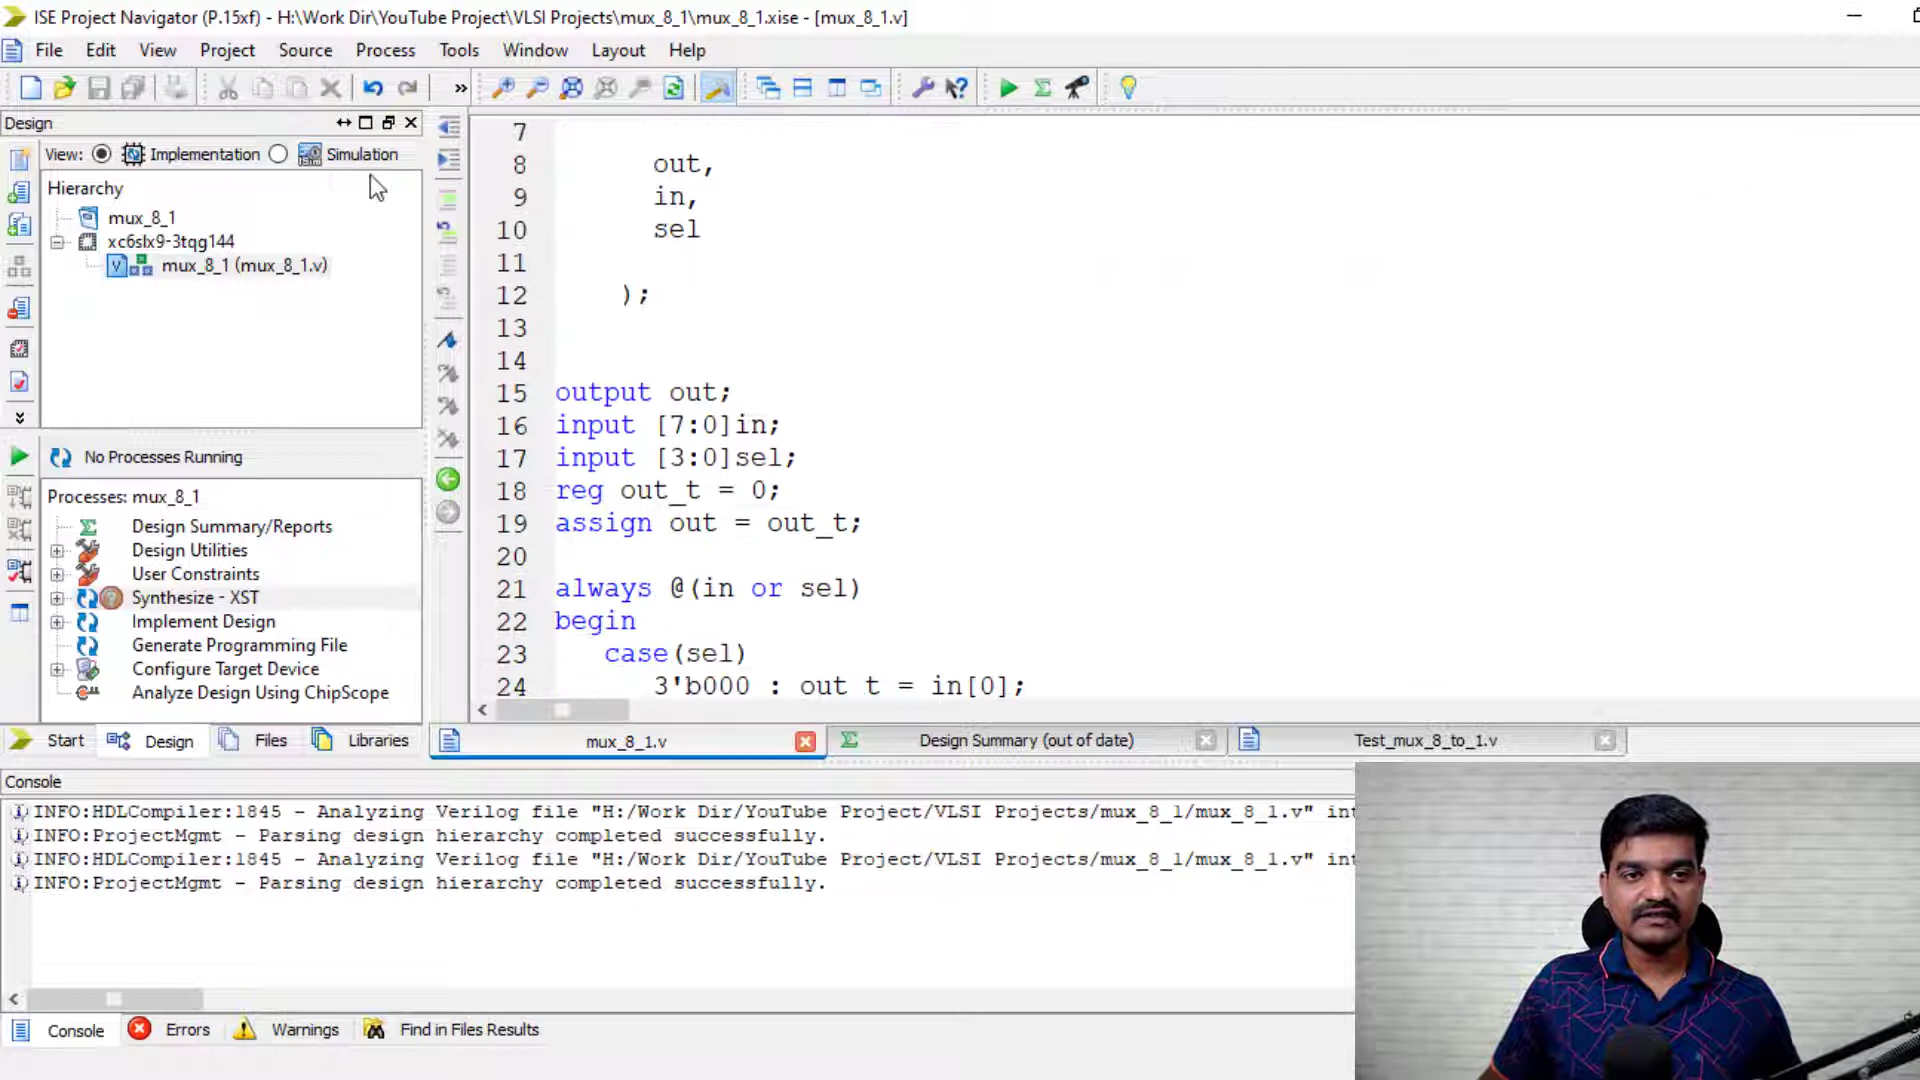 ISE Project Navigator (P.15xf) - H:\Work Dir\YouTube Project\VLSI Projects\mux_8_1\mux_8_1.xise - [mux_8_1.v]
File Edit View Project Source Process Tools Window Layout Help
Design
View: Implementation Simulation
Hierarchy
mux_8_1
xc6slx9-3tqg144
mux_8_1 (mux_8_1.v)
No Processes Running
Processes: mux_8_1
Design Summary/Reports
Design Utilities
User Constraints
Synthesize - XST
Implement Design
Generate Programming File
Configure Target Device
Analyze Design Using ChipScope
Start Design Files Libraries
7
8 out,
9 in,
10 sel
11
12 );
13
14
15 output out;
16 input [7:0]in;
17 input [3:0]sel;
18 reg out_t = 0;
19 assign out = out_t;
20
21 always @(in or sel)
22 begin
23 case(sel)
24 3'b000 : out t = in[0];
mux_8_1.v Design Summary (out of date) Test_mux_8_to_1.v
Console
INFO:HDLCompiler:1845 - Analyzing Verilog file "H:/Work Dir/YouTube Project/VLSI Projects/mux_8_1/mux_8_1.v" int
INFO:ProjectMgmt - Parsing design hierarchy completed successfully.
INFO:HDLCompiler:1845 - Analyzing Verilog file "H:/Work Dir/YouTube Project/VLSI Projects/mux_8_1/mux_8_1.v" int
INFO:ProjectMgmt - Parsing design hierarchy completed successfully.
Console Errors Warnings Find in Files Results